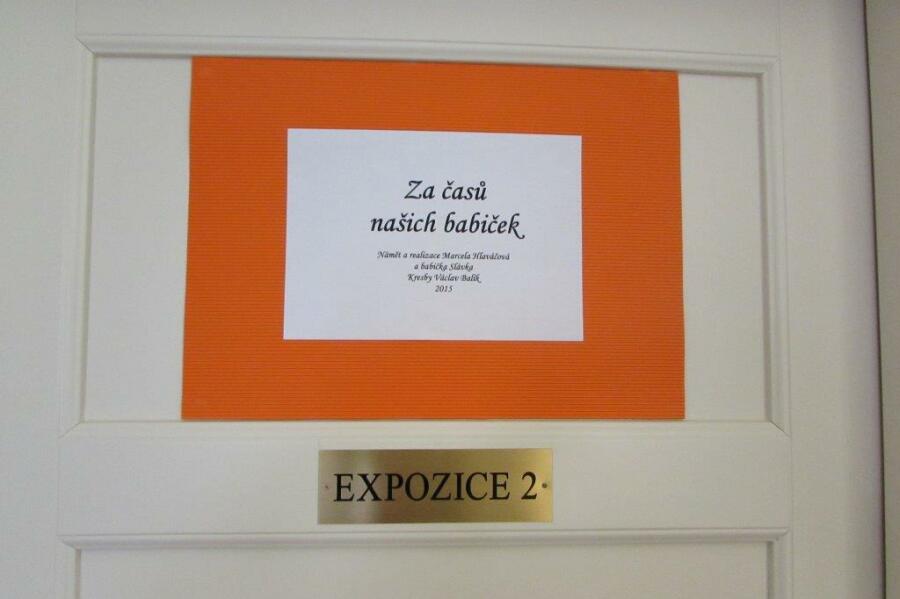 Za časů
našich babiček
Námět a realizace Marcela Hlaváčová
a babička Slávka
Kresby Václav Balík
2015
EXPOZICE 2